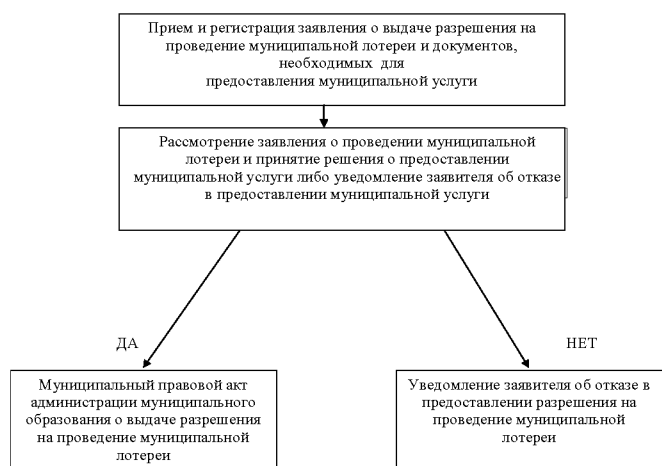 Прием и регистрация заявления о выдаче разрешения на
проведение муниципальной лотереи и документов,
необходимых для
предоставления муниципальной услуги
Рассмотрение заявления о проведении муниципальной
лотереи и принятие решения о предоставлении
муниципальной услуги либо уведомление заявителя об отказе
в предоставлении муниципальной услуги
ДА
НЕТ
Муниципальный правовой акт
администрации муниципального
образования о выдаче разрешения
на проведение муниципальной
лотереи
Уведомление заявителя об отказе в
предоставлении разрешения на
проведение муниципальной
лотереи